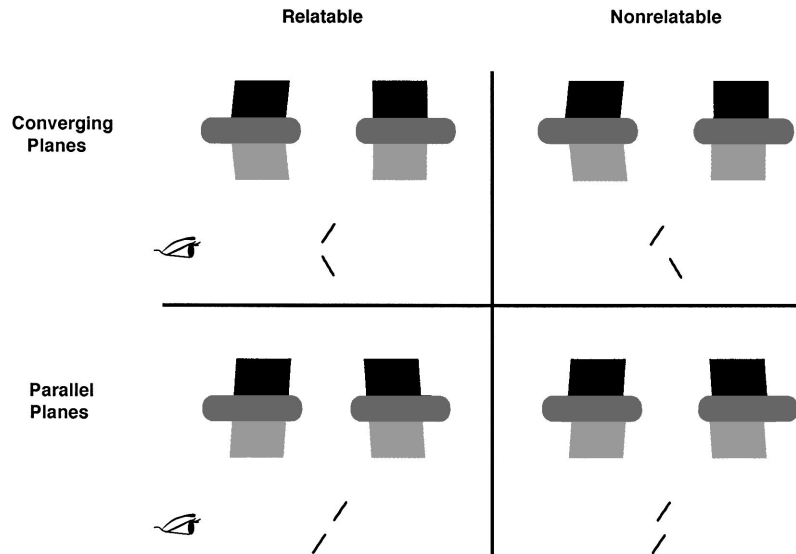 Relatable
Nonrelatable
Converging
Planes
Parallel
Planes